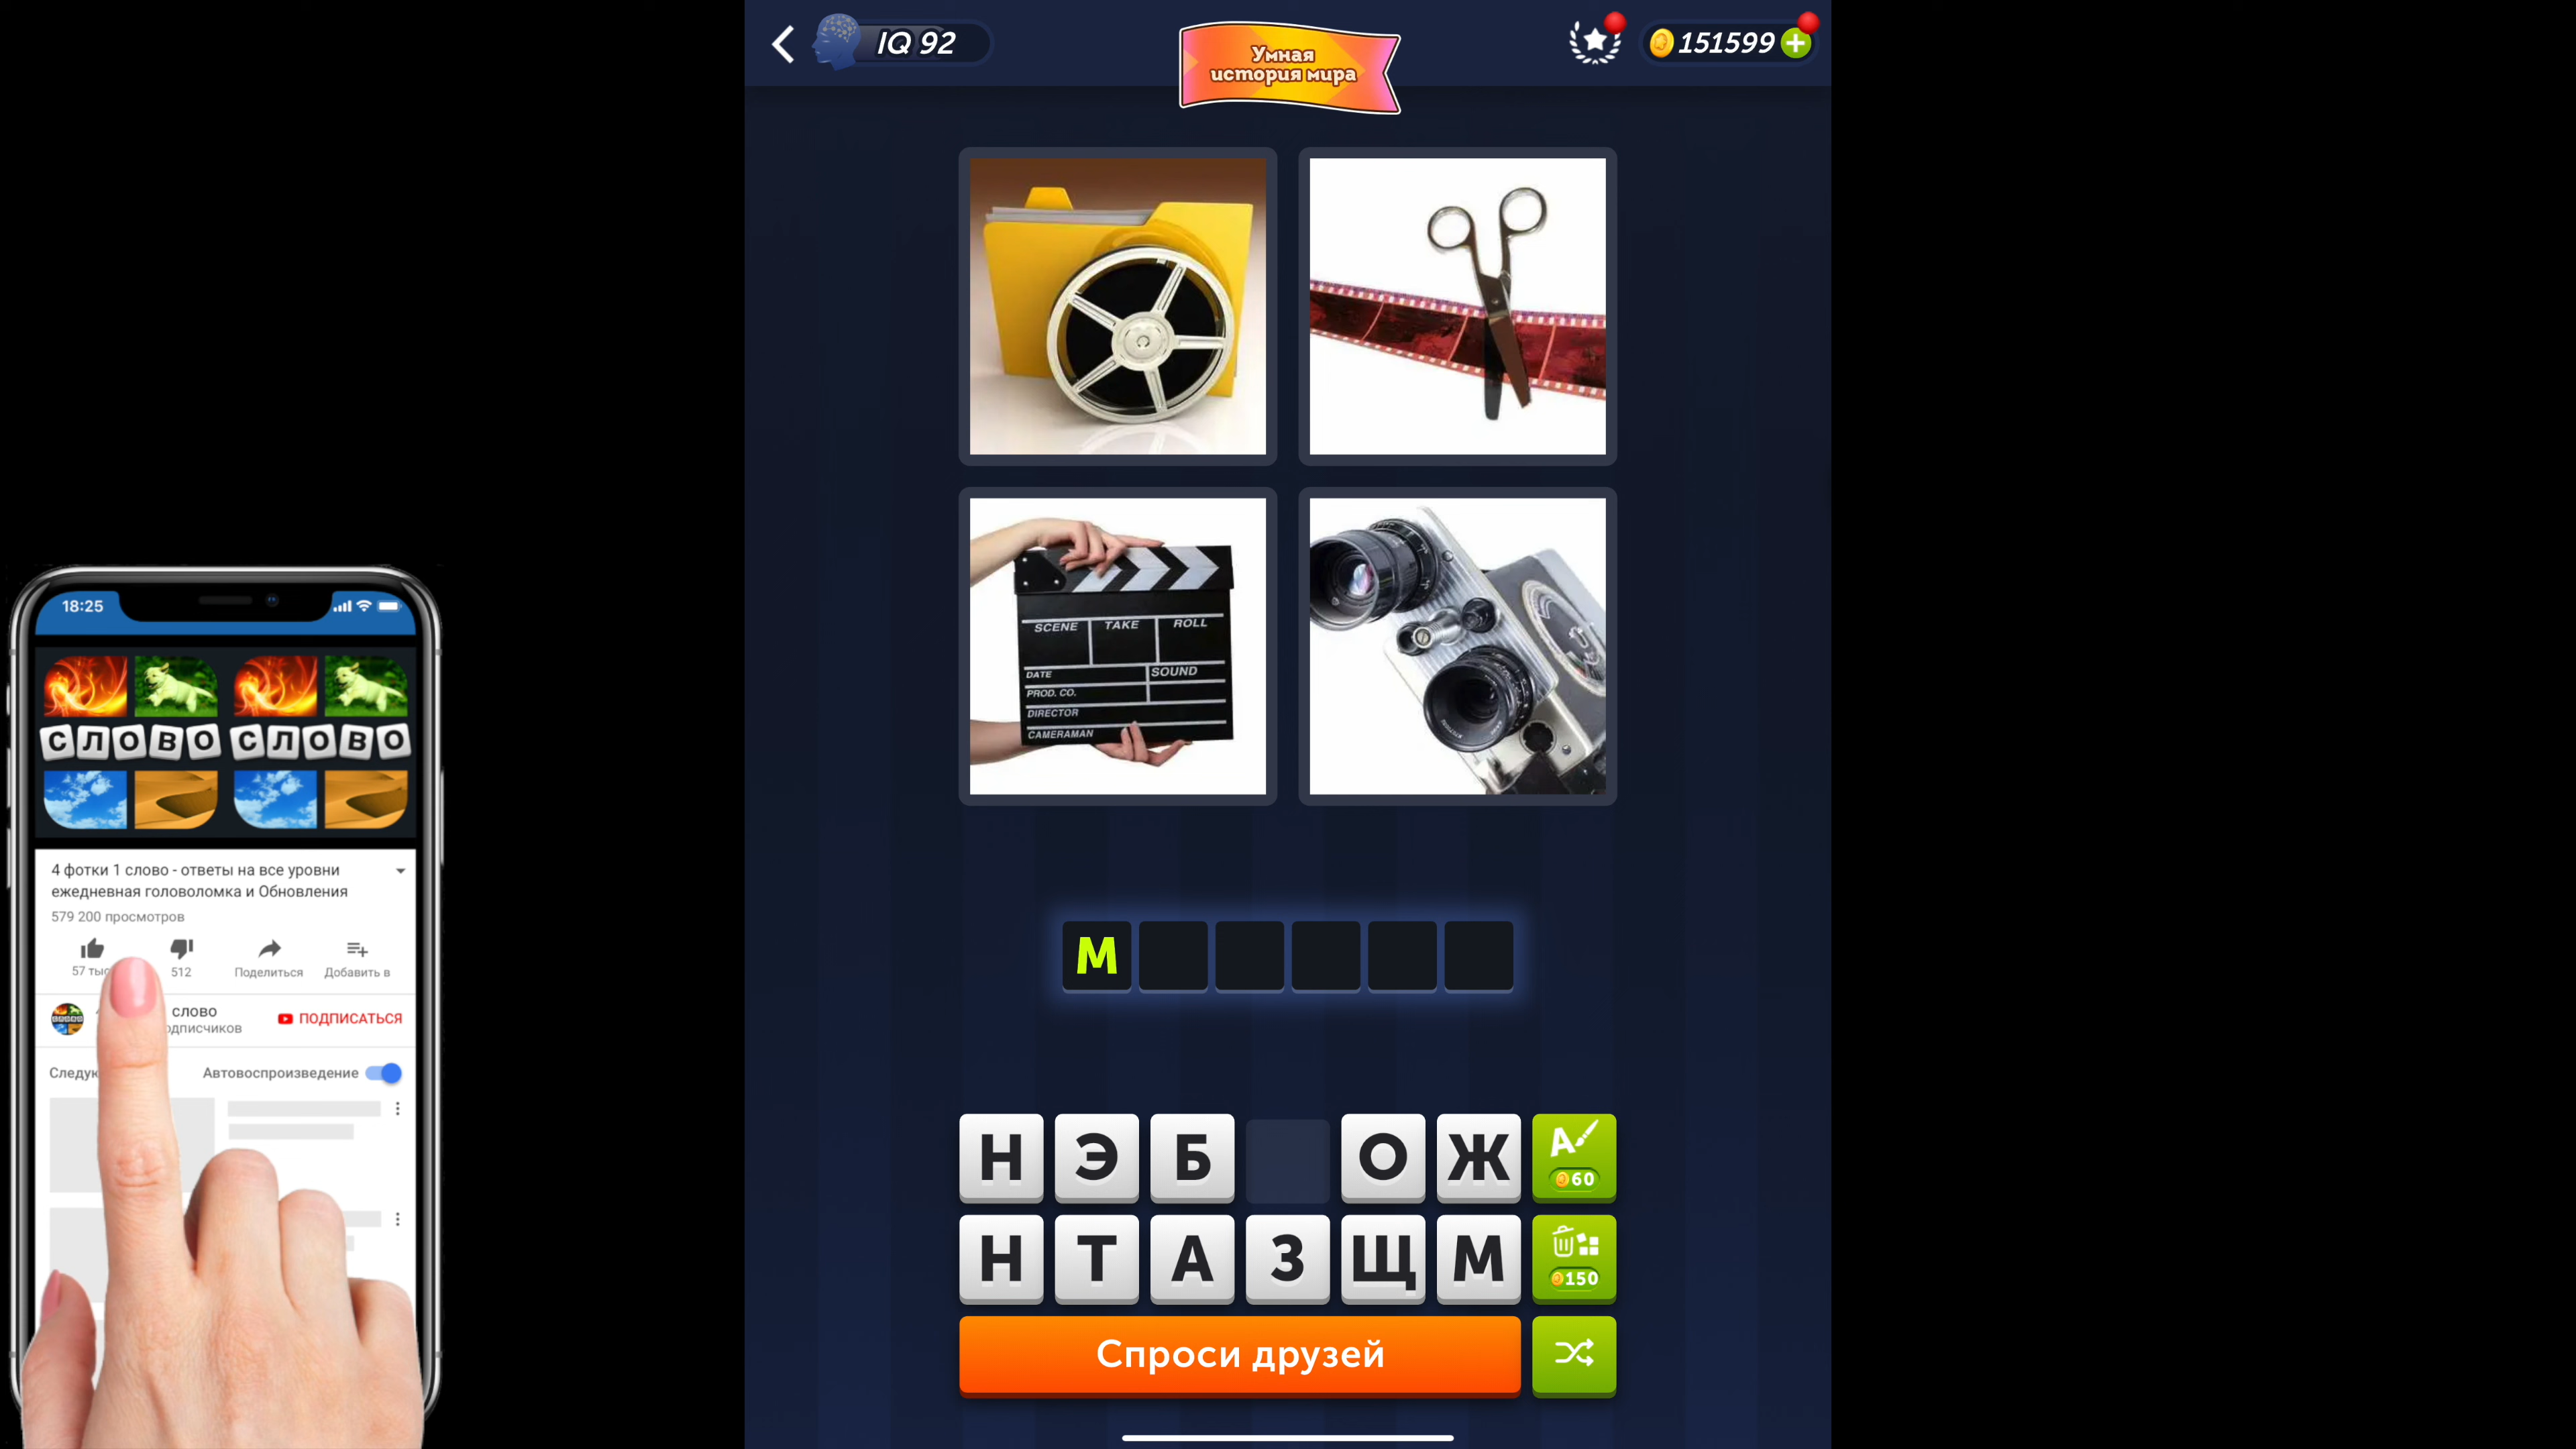 IQ 92
Умная
история мира
151599
SCENE TAKE ROLL
DATE
SOUND
PROD. CO.
DIRECTOR
CAMERAMAN
М
Н Э Б О Ж
60
Н Т А З Щ М
150
Спроси друзей
18:25
СЛОВО СЛОВО
4 фотки 1 слово - ответы на все уровни
ежедневная головоломка и Обновления
579 200 просмотров
57 512 Поделиться Добавить в
слово
ПОДПИСАТЬСЯ
Автовоспроизведение